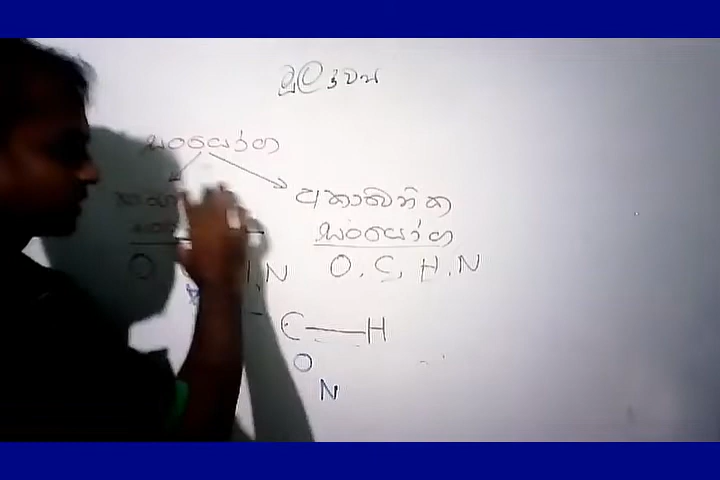 මූලද්‍රව්‍ය
සංයෝග
අකාබනික
සංයෝග
O H, N O, C, H, N
C — H
O
N